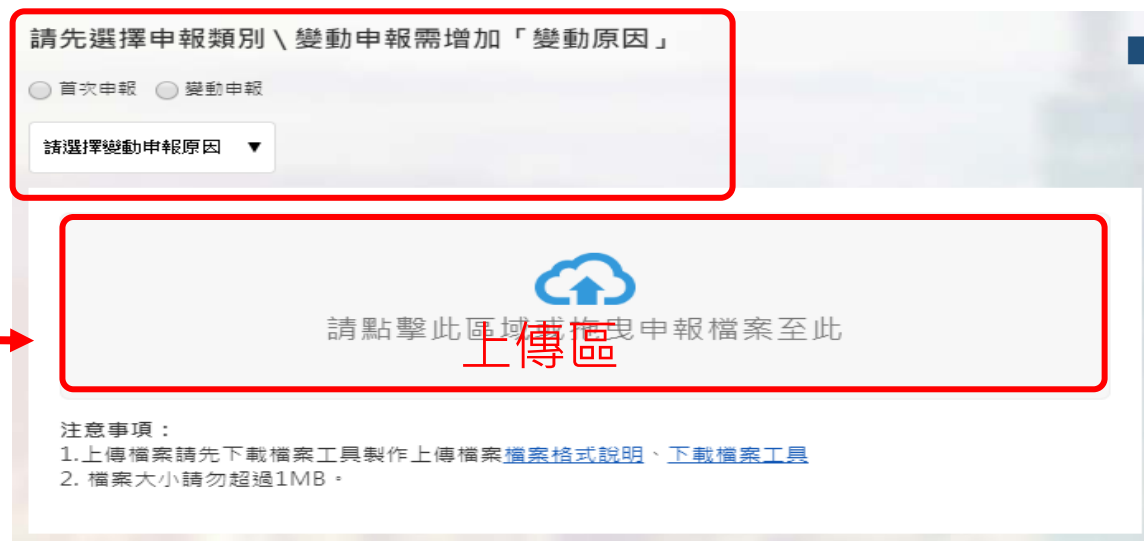 請先選擇申報類別 \ 變動申報需增加「變動原因」
首次申報 變動申報
請選擇變動申報原因 ▼
請點擊此區域或拖曳申報檔案至此
上傳區
注意事項：
1.上傳檔案請先下載檔案工具製作上傳檔案檔案格式說明、下載檔案工具
2. 檔案大小請勿超過1MB。